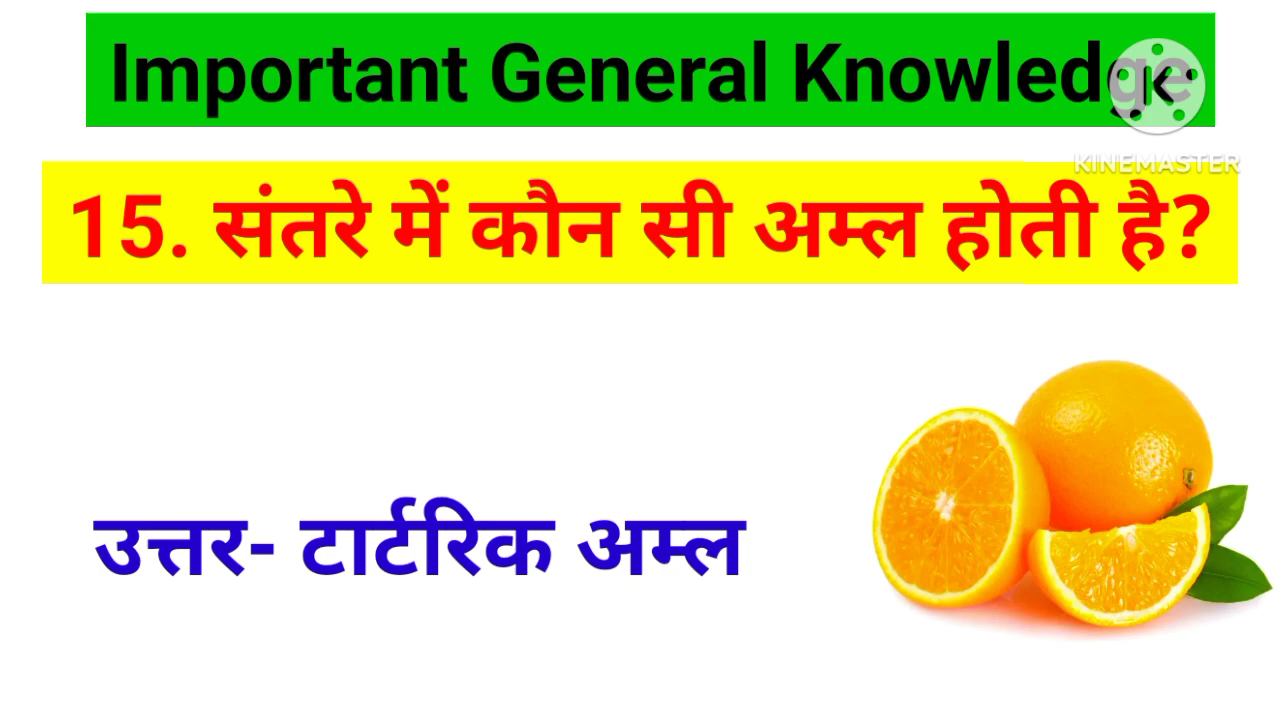 Important General Knowledge
KINEMASTER
15. संतरे में कौन सी अम्ल होती है?
उत्तर- टार्टरिक अम्ल